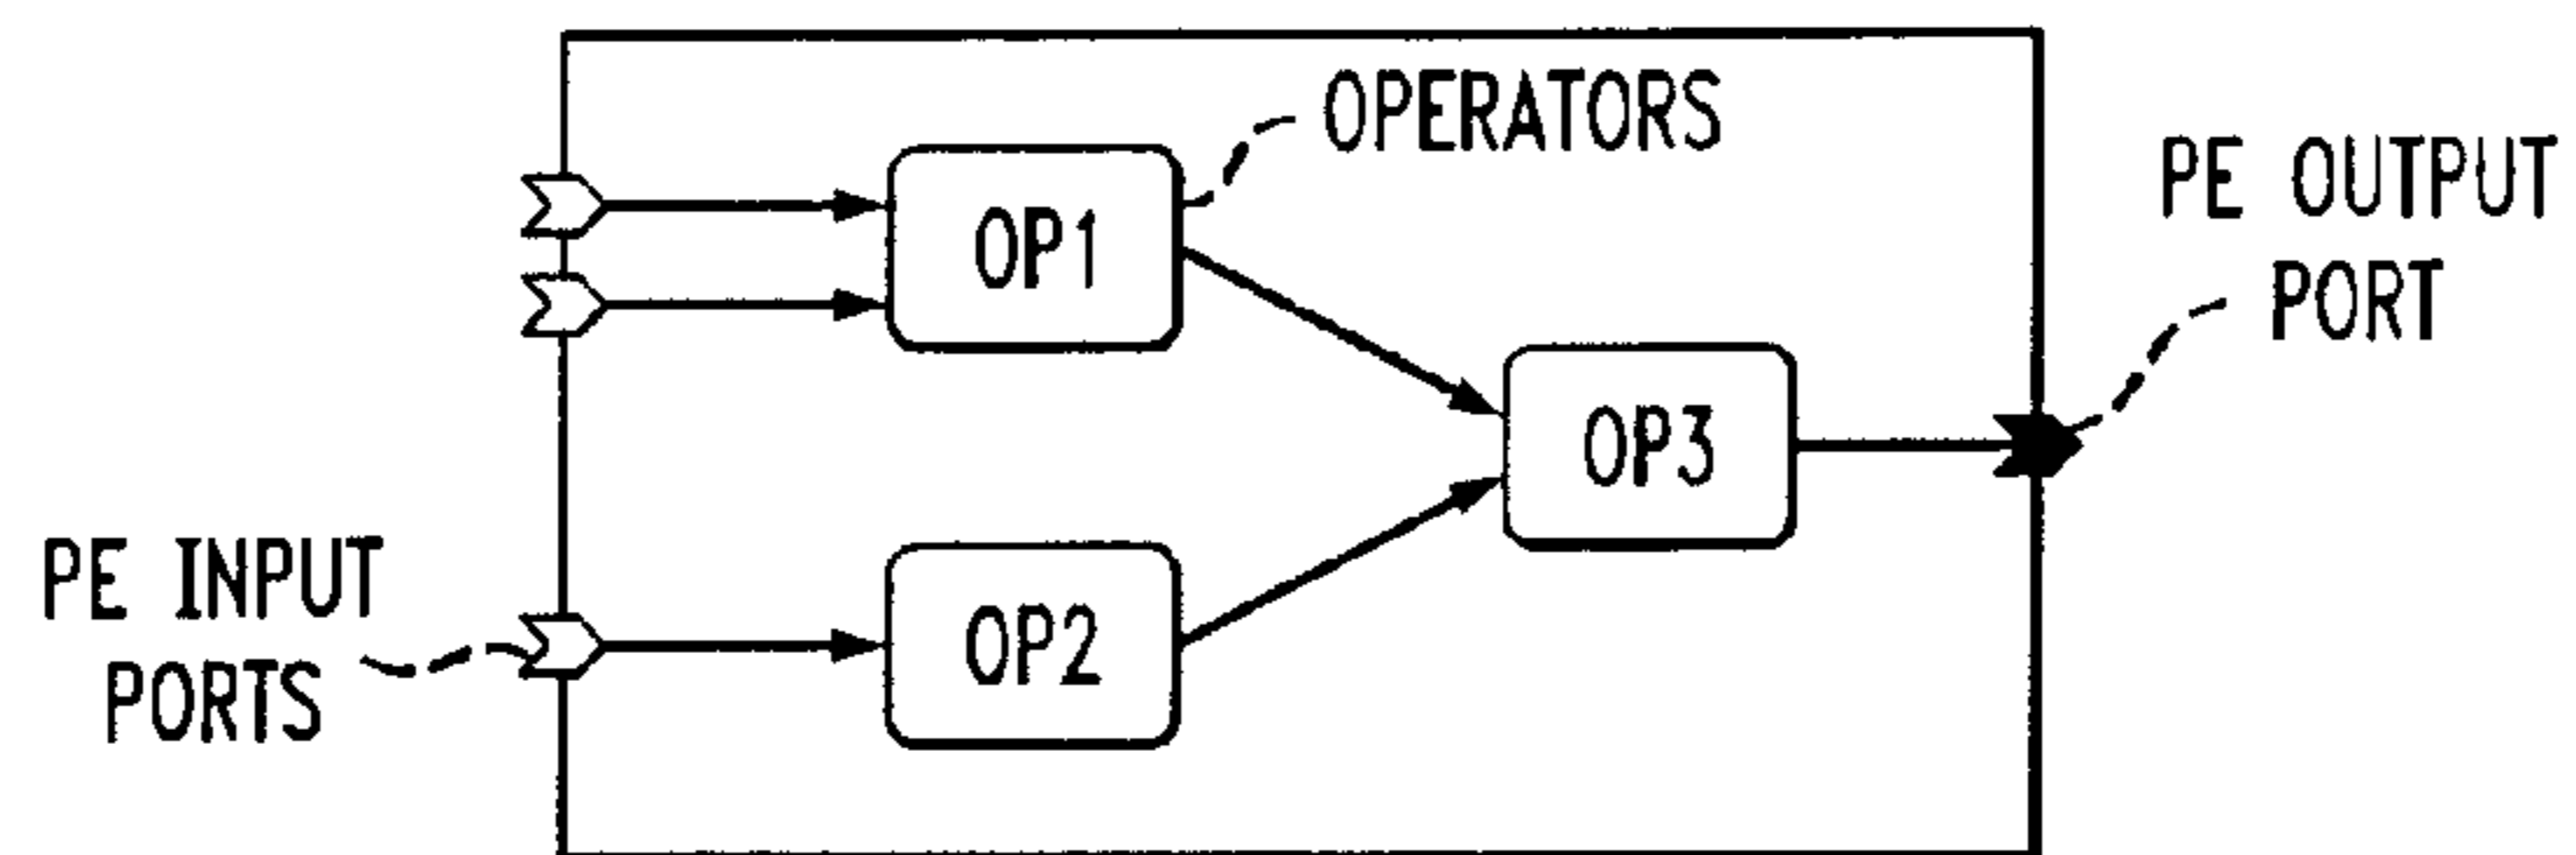 OPERATORS
PE OUTPUT
PORT
OP1
OP3
PE INPUT
PORTS
OP2